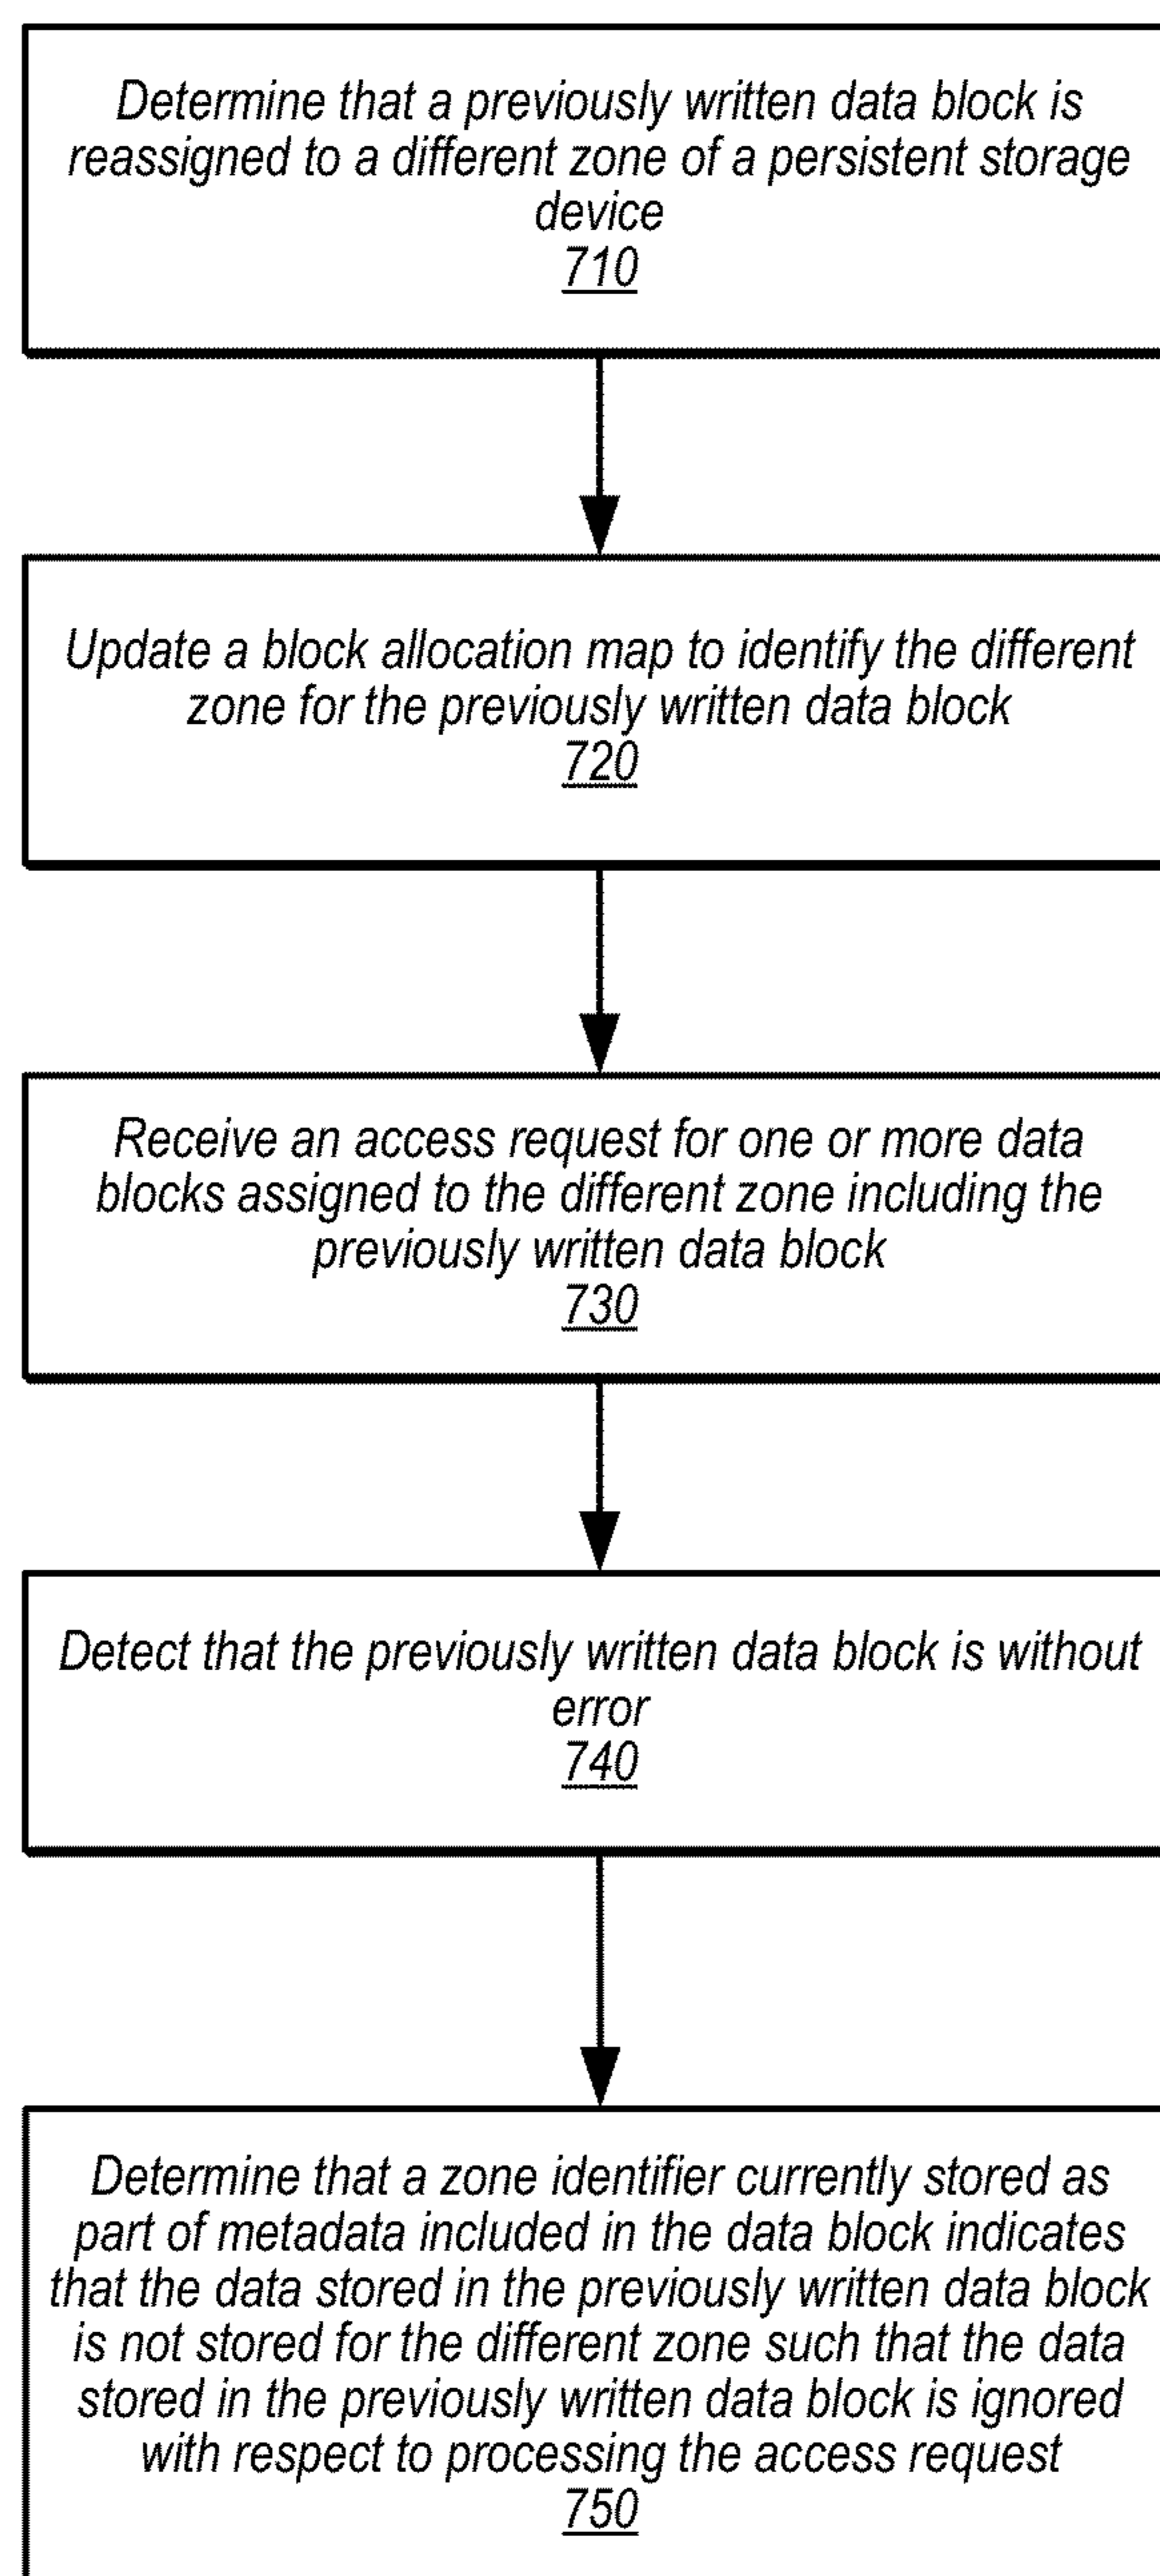 Determine that a previously written data block is
reassigned to a different zone of a persistent storage
device
710
Update a block allocation map to identify the different
zone for the previously written data block
720
Receive an access request for one or more data
blocks assigned to the different zone including the
previously written data block
730
Detect that the previously written data block is without
error
740
Determine that a zone identifier currently stored as
part of metadata included in the data block indicates
that the data stored in the previously written data block
is not stored for the different zone such that the data
stored in the previously written data block is ignored
with respect to processing the access request
750